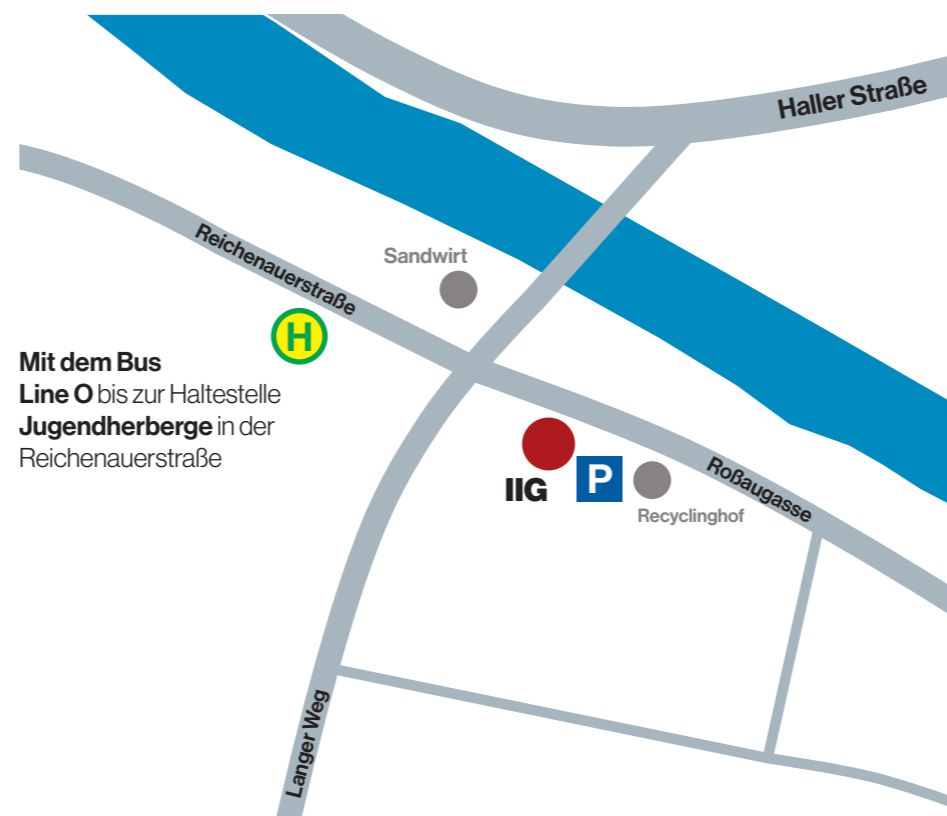 Haller Straße
Reichenauerstraße
Sandwirt
H
Mit dem Bus
Line O bis zur Haltestelle
Jugendherberge in der
Reichenauerstraße
IIG
P
Roßaugasse
Recyclinghof
Langer Weg